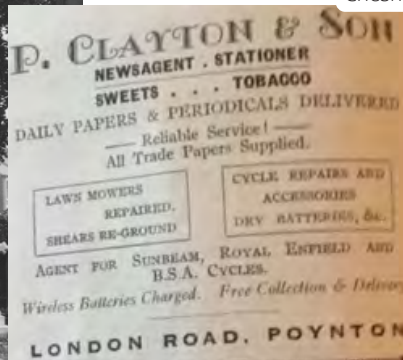 P. CLAYTON & SON
NEWSAGENT . STATIONER
SWEETS . . . TOBACCO
DAILY PAPERS & PERIODICALS DELIVERED
Reliable Service!
All Trade Papers Supplied.
LAWN MOWERS
REPAIRED.
SHEARS RE-GROUND
CYCLE REPAIRS AND
ACCESSORIES
DRY BATTERIES, &c.
AGENT FOR SUNBEAM, ROYAL ENFIELD AND
B.S.A. CYCLES.
Wireless Batteries Charged. Free Collection & Delivery
LONDON ROAD, POYNTON